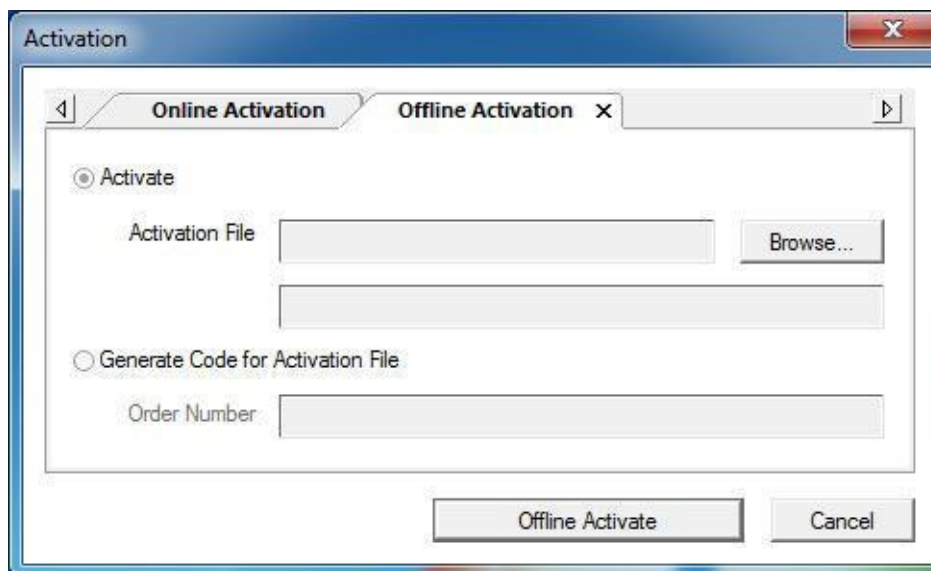 Activation
Online Activation Offline Activation
Activate
Activation File Browse...
Generate Code for Activation File
Order Number
Offline Activate Cancel